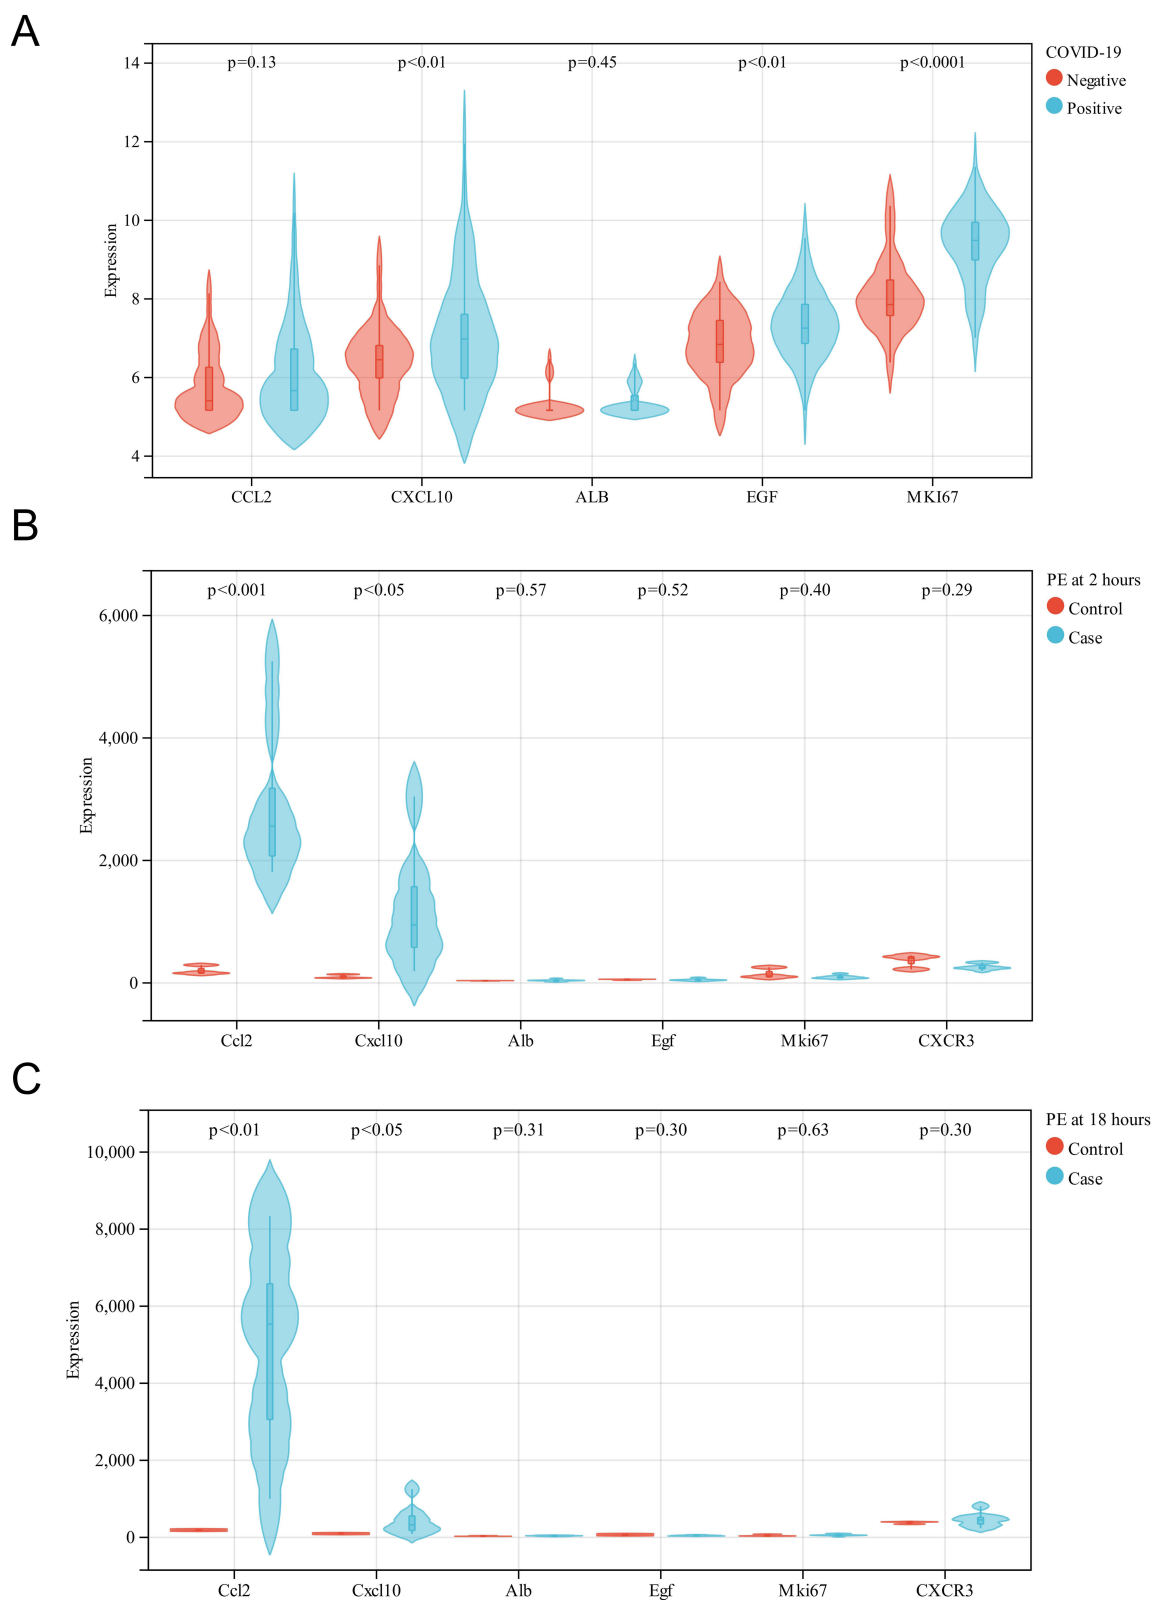 A
p=0.13 p<0.01 p=0.45 p<0.01 p<0.0001
COVID-19
Negative
Positive
14
12
10
8
6
4
Expression
CCL2 CXCL10 ALB EGF MKI67
B
p<0.001 p<0.05 p=0.57 p=0.52 p=0.40 p=0.29
PE at 2 hours
Control
Case
6,000
4,000
2,000
0
Expression
Ccl2 Cxcl10 Alb Egf Mki67 CXCR3
C
p<0.01 p<0.05 p=0.31 p=0.30 p=0.63 p=0.30
PE at 18 hours
Control
Case
10,000
8,000
6,000
4,000
2,000
0
Expression
Ccl2 Cxcl10 Alb Egf Mki67 CXCR3